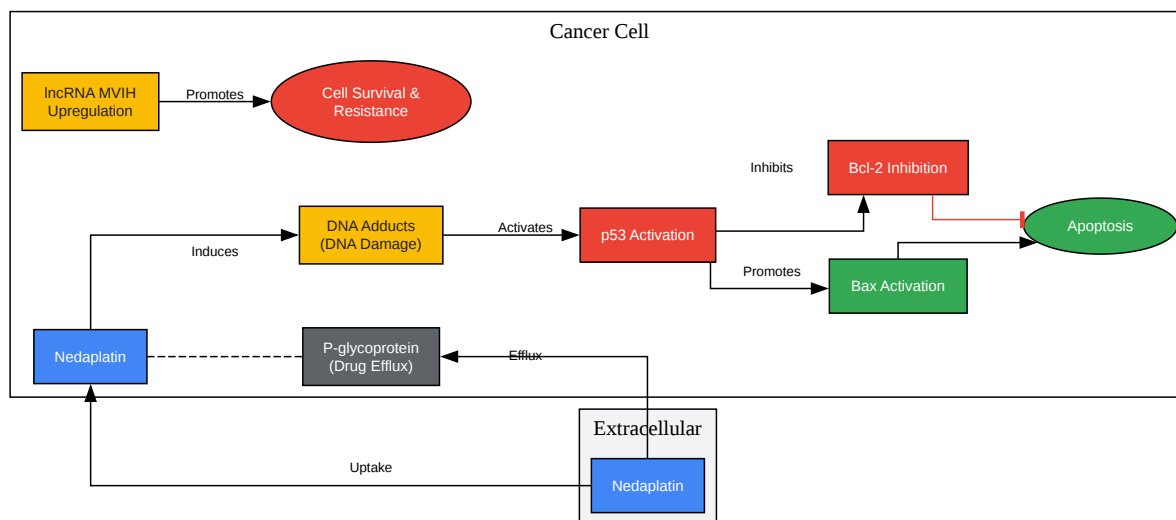 Cancer Cell
lncRNA MVIH
Upregulation
Promotes
Cell Survival &
Resistance
Inhibits
Bcl-2 Inhibition
DNA Adducts
(DNA Damage)
Activates
p53 Activation
Apoptosis
Induces
Promotes
Bax Activation
Nedaplatin
P-glycoprotein
(Drug Efflux)
Efflux
Extracellular
Uptake
Nedaplatin